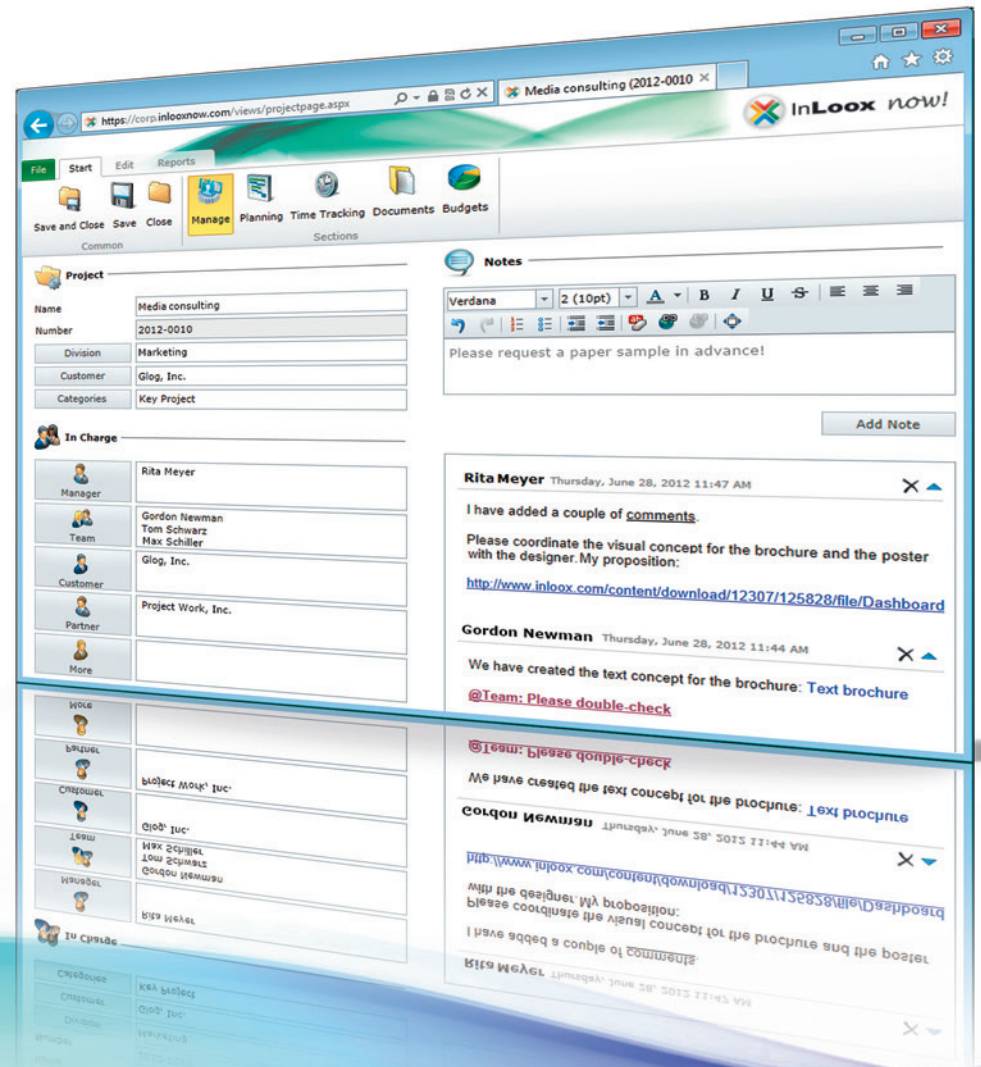 https://corp.inlooxnow.com/views/projectpage.aspx
Media consulting (2012-0010
InLoox now!
File Start Edit Reports
Save and Close Save Close Manage Planning Time Tracking Documents Budgets
Common Sections
Project
Name Media consulting
Number 2012-0010
Division Marketing
Customer Glog, Inc.
Categories Key Project
In Charge
Manager Rita Meyer
Team Gordon Newman
Tom Schwarz
Max Schiller
Customer Glog, Inc.
Partner Project Work, Inc.
More
Notes
Verdana 2 (10pt) A B I U S
Please request a paper sample in advance!
Add Note
Rita Meyer Thursday, June 28, 2012 11:47 AM
I have added a couple of comments.
Please coordinate the visual concept for the brochure and the poster
with the designer. My proposition:
http://www.inloox.com/content/download/12307/125828/file/Dashboard
Gordon Newman Thursday, June 28, 2012 11:44 AM
We have created the text concept for the brochure: Text brochure
@Team: Please double-check